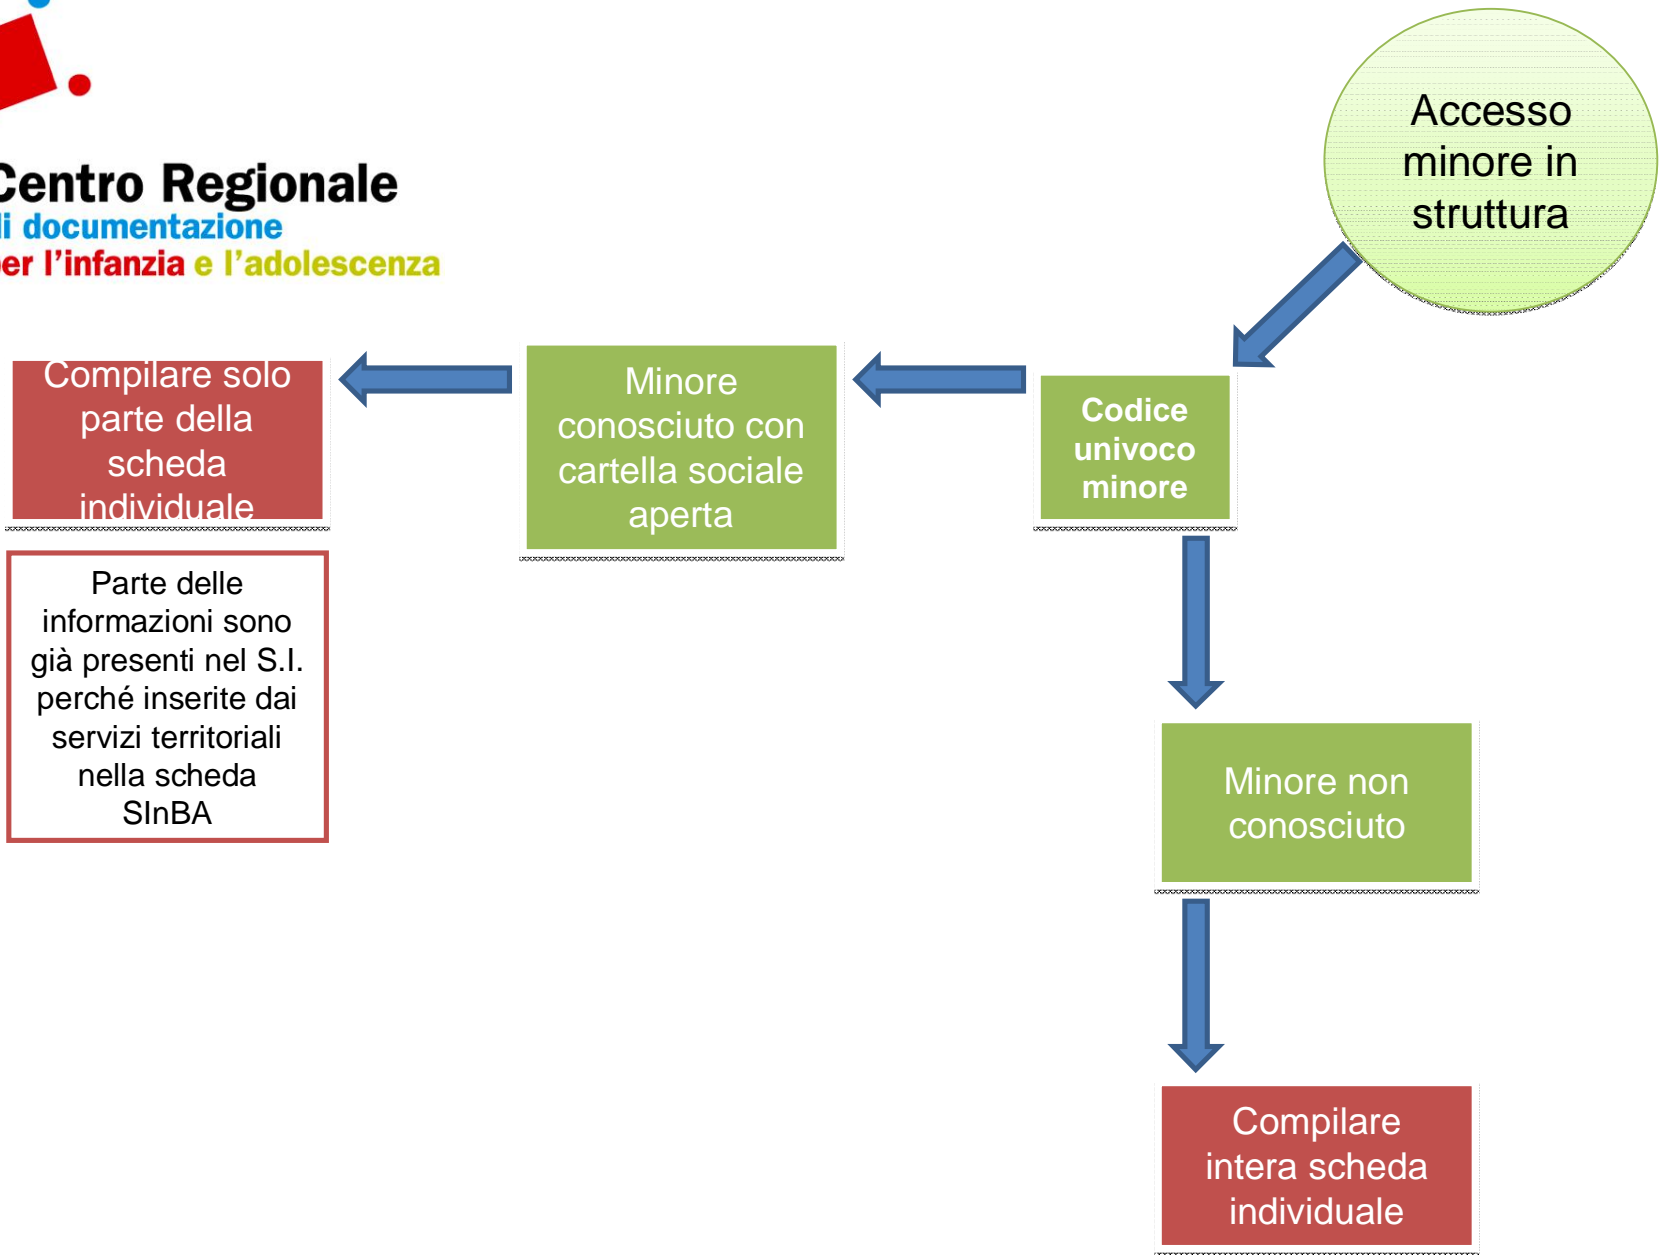 Centro Regionale
di documentazione
per l'infanzia e l'adolescenza
Accesso
minore in
struttura
Compilare solo
parte della
scheda
individuale
Minore
conosciuto con
cartella sociale
aperta
Codice
univoco
minore
Parte delle
informazioni sono
già presenti nel S.I.
perché inserite dai
servizi territoriali
nella scheda
SInBA
Minore non
conosciuto
Compilare
intera scheda
individuale